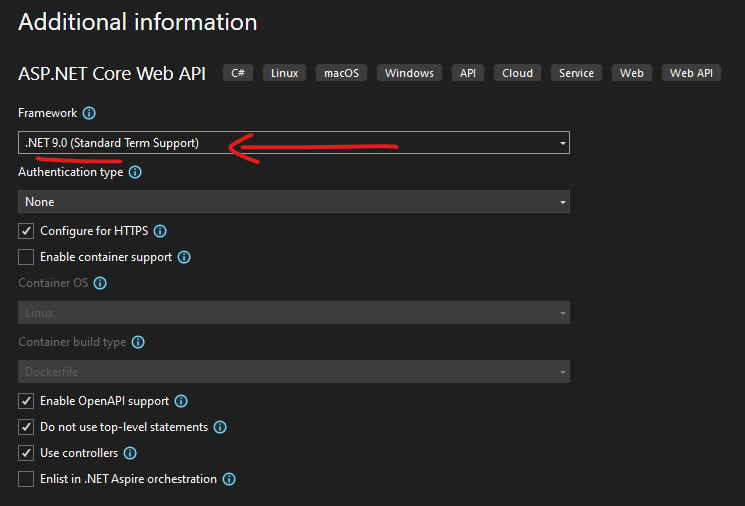 Additional information
ASP.NET Core Web API C# Linux macOS Windows API Cloud Service Web Web API
Framework
.NET 9.0 (Standard Term Support)
Authentication type
None
Configure for HTTPS
Enable container support
Container OS
Linux
Container build type
Dockerfile
Enable OpenAPI support
Do not use top-level statements
Use controllers
Enlist in .NET Aspire orchestration